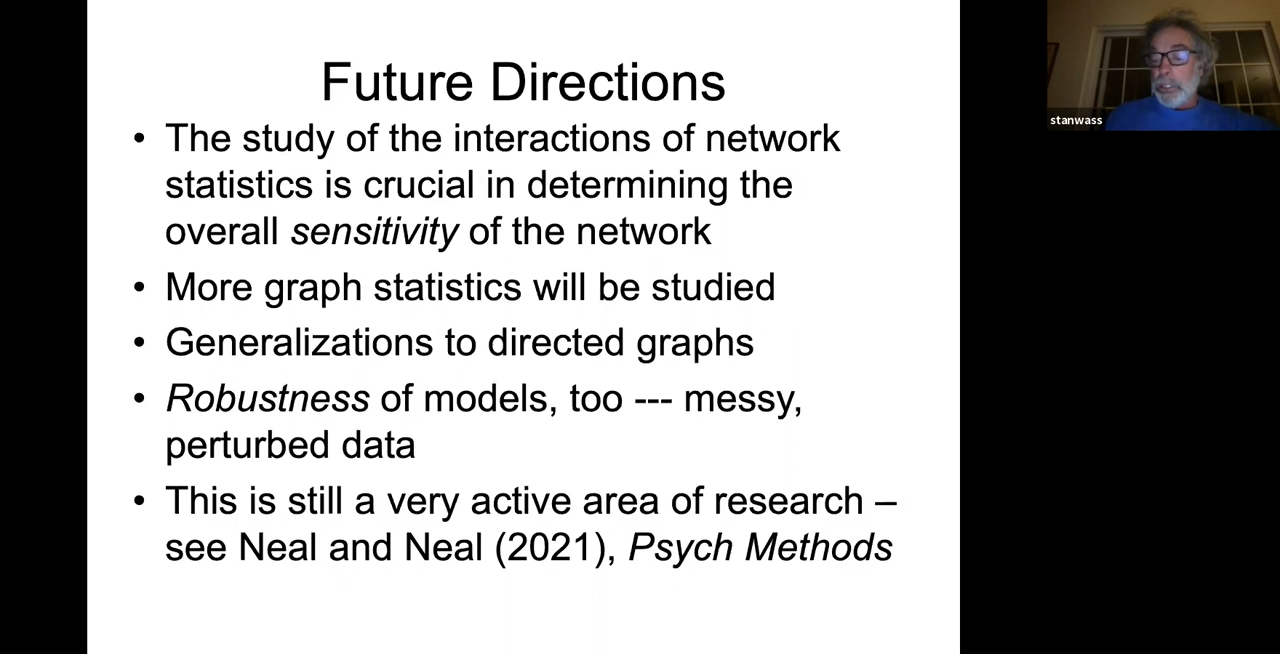 Future Directions
• The study of the interactions of network
statistics is crucial in determining the
overall sensitivity of the network
• More graph statistics will be studied
• Generalizations to directed graphs
• Robustness of models, too --- messy,
perturbed data
• This is still a very active area of research –
see Neal and Neal (2021), Psych Methods
stanwass